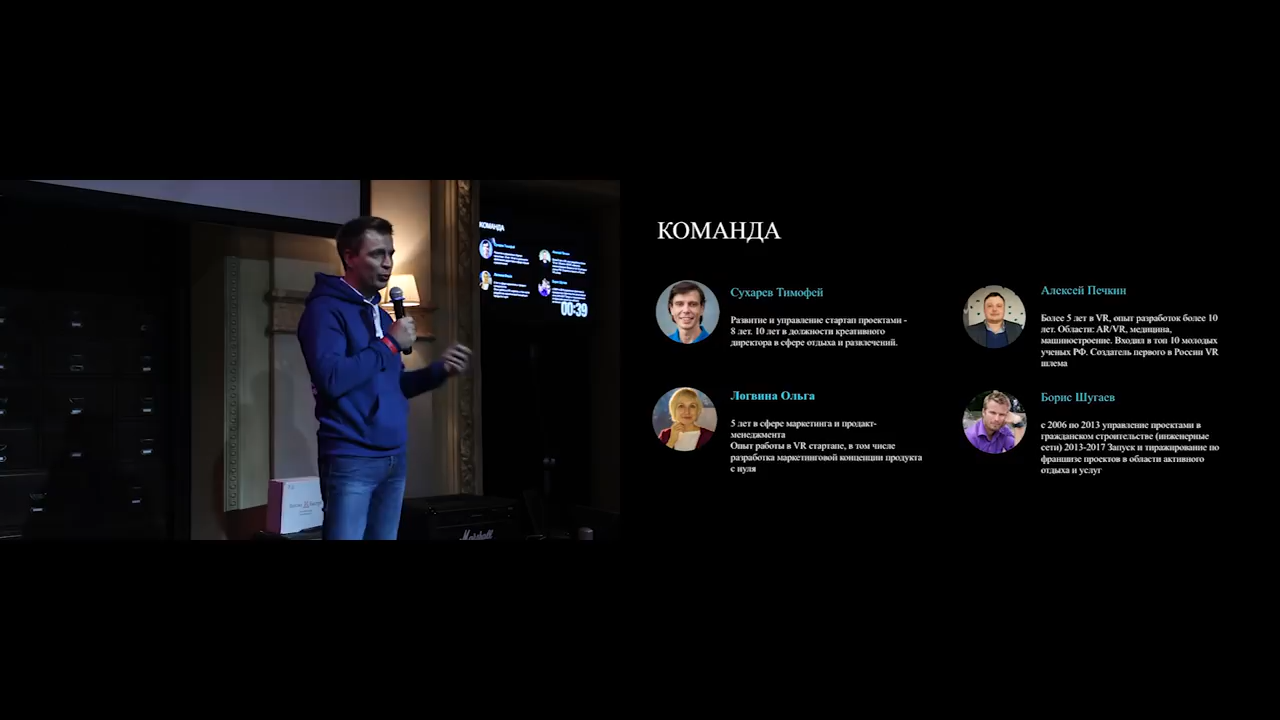 КОМАНДА
00:39
Marshall
КОМАНДА
Сухарев Тимофей
Развитие и управление стартап проектами -
8 лет. 10 лет в должности креативного
директора в сфере отдыха и развлечений.
Алексей Печкин
Более 5 лет в VR, опыт разработок более 10
лет. Области: AR/VR, медицина,
машиностроение. Входил в топ 10 молодых
ученых РФ. Создатель первого в России VR
шлема
Логвина Ольга
5 лет в сфере маркетинга и продакт-
менеджмента
Опыт работы в VR стартапе, в том числе
разработка маркетинговой концепции продукта
с нуля
Борис Шугаев
с 2006 по 2013 управление проектами в
гражданском строительстве (инженерные
сети) 2013-2017 Запуск и тиражирование по
франшизе проектов в области активного
отдыха и услуг